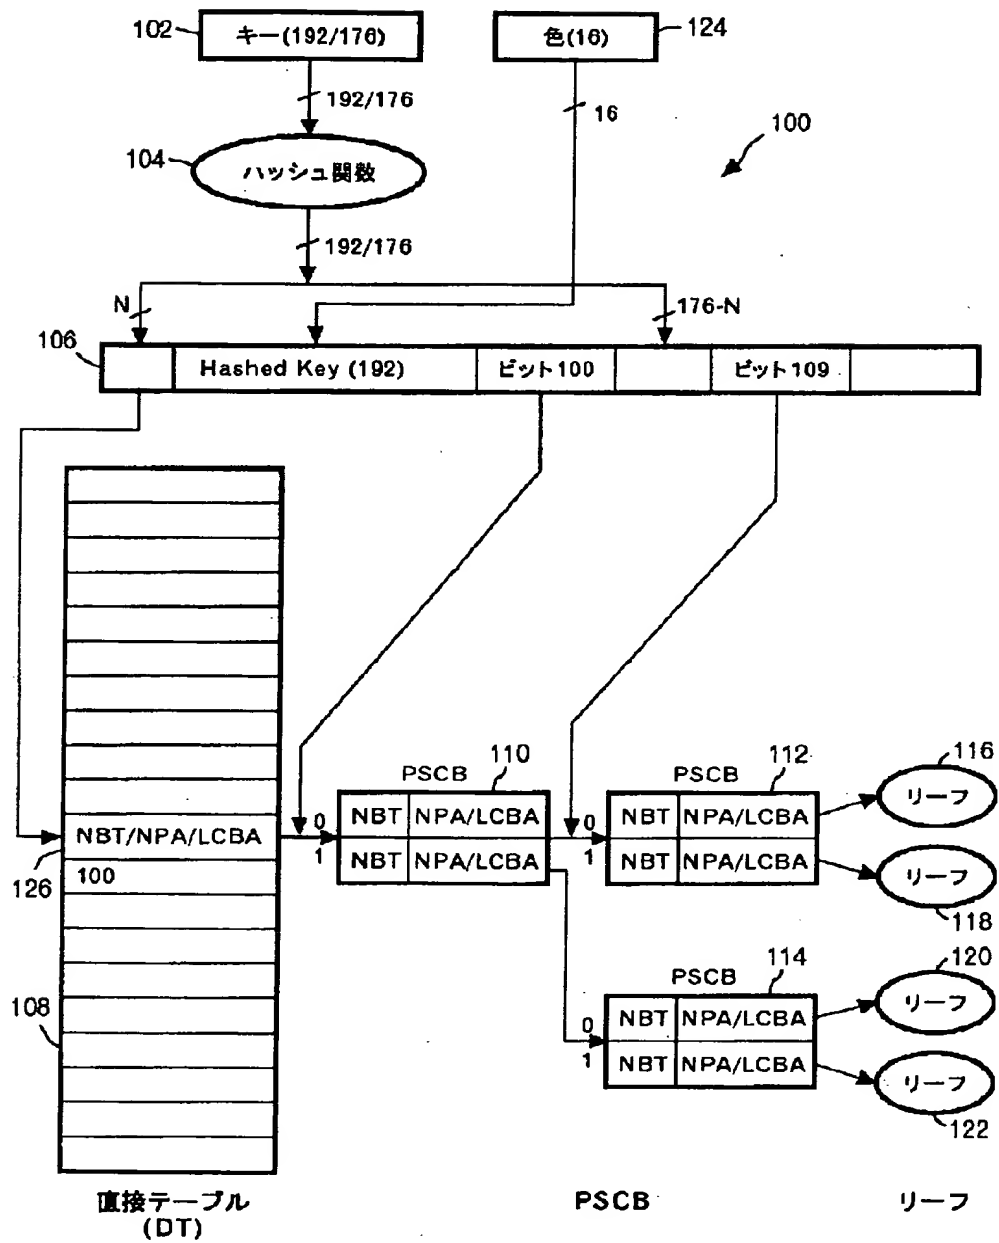 102
キー(192/176)
色(16)
124
192/176
16
100
104
ハッシュ関数
192/176
N
176-N
106
Hashed Key (192)
ビット100
ビット109
110
112
116
PSCB
PSCB
リーフ
NBT/NPA/LCBA
0
1
NBT
NPA/LCBA
NBT
NPA/LCBA
0
1
NBT
NPA/LCBA
NBT
NPA/LCBA
126
100
リーフ
118
114
120
PSCB
リーフ
108
0
1
NBT
NPA/LCBA
NBT
NPA/LCBA
リーフ
122
直接テーブル
(DT)
PSCB
リーフ